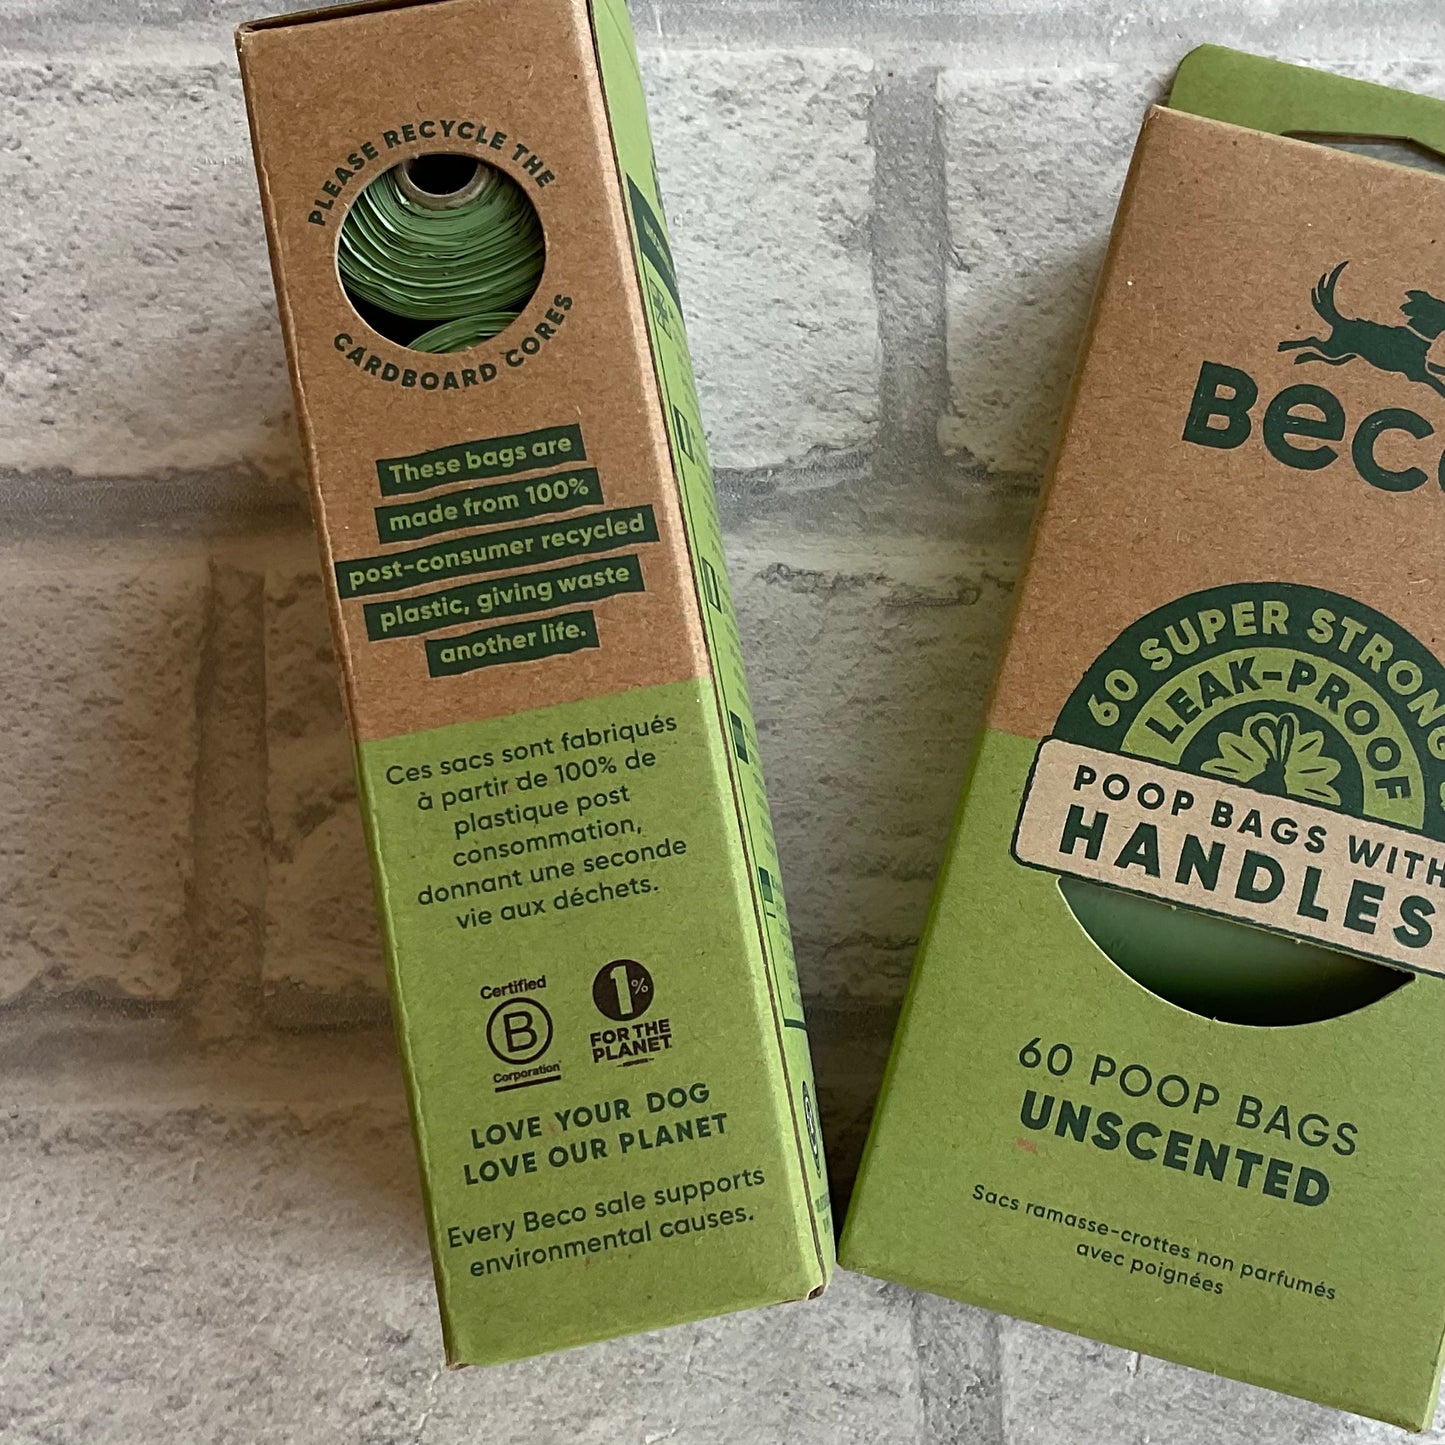 PLEASE RECYCLE THE
CARDBOARD CORES
These bags are
made from 100%
post-consumer recycled
plastic, giving waste
another life.
Ces sacs sont fabriqués
à partir de 100% de
plastique post
consommation,
donnant une seconde
vie aux déchets.
Certified
B
Corporation
1%
FOR THE
PLANET
LOVE YOUR DOG
LOVE OUR PLANET
Every Beco sale supports
environmental causes.
Beco
60 SUPER STRONG &
LEAK-PROOF
POOP BAGS WITH
HANDLES
60 POOP BAGS
UNSCENTED
Sacs ramasse-crottes non parfumés
avec poignées